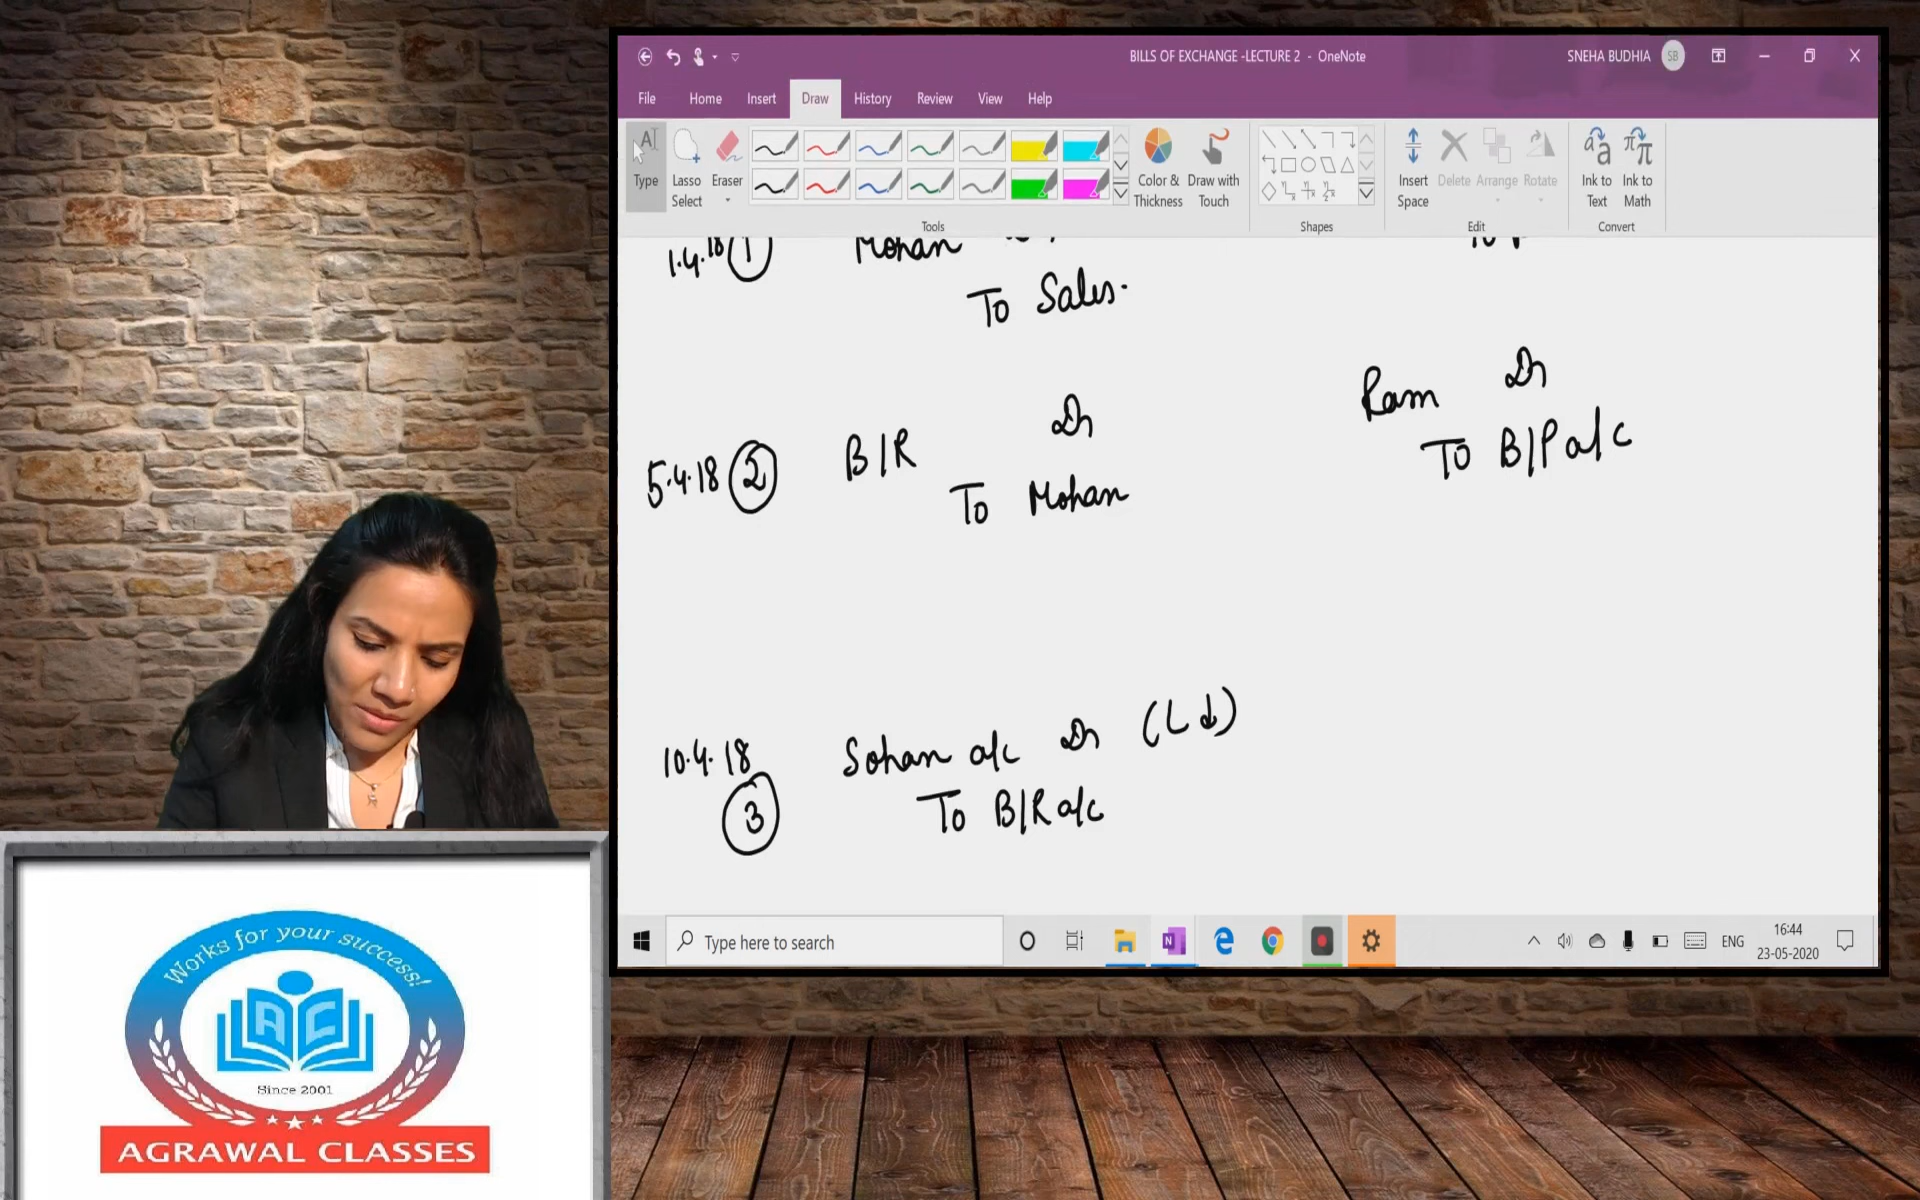 BILLS OF EXCHANGE -LECTURE 2 - OneNote
SNEHA BUDHIA SB
File Home Insert Draw History Review View Help
Type
Lasso Select
Eraser
Color & Thickness
Draw with Touch
Insert Space
Delete
Arrange
Rotate
Ink to Text
Ink to Math
Tools
Shapes
Edit
Convert
1.4.18 1 Mohan
To Sales.
5.4.18 2 B/R Dr
To Mohan
Ram Dr
To B/P a/c
10.4.18
3
Sohan a/c Dr (L↓)
To B/R a/c
Type here to search
ENG
16:44
23-05-2020
Works for your success!
AC
Since 2001
AGRAWAL CLASSES